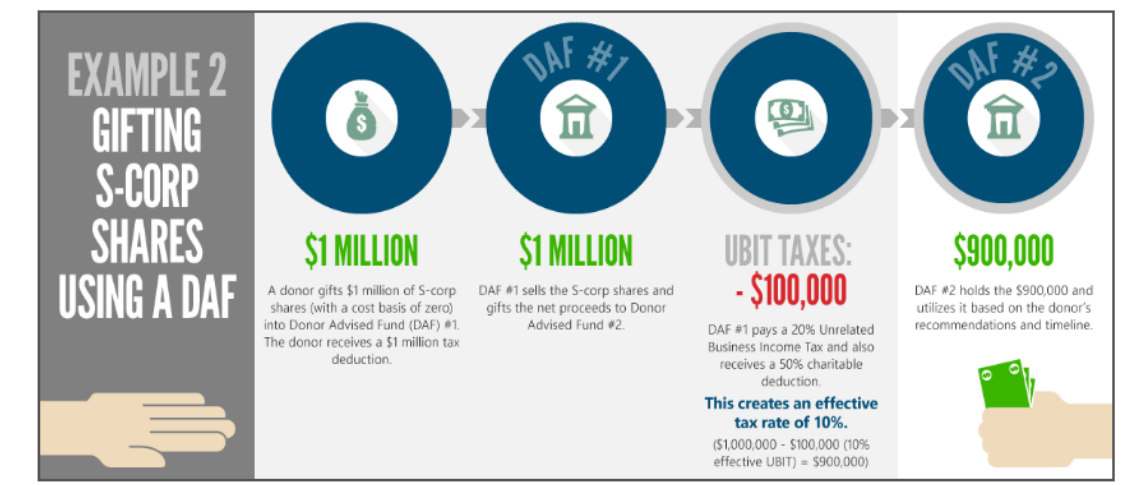 EXAMPLE 2
GIFTING
S-CORP
SHARES
USING A DAF
$
$1 MILLION
A donor gifts $1 million of S-corp
shares (with a cost basis of zero)
into Donor Advised Fund (DAF) #1.
The donor receives a $1 million tax
deduction.
DAF #1
$1 MILLION
DAF #1 sells the S-corp shares and
gifts the net proceeds to Donor
Advised Fund #2.
$
UBIT TAXES:
- $100,000
DAF #1 pays a 20% Unrelated
Business Income Tax and also
receives a 50% charitable
deduction.
This creates an effective
tax rate of 10%.
($1,000,000 - $100,000 (10%
effective UBIT) = $900,000)
DAF #2
$900,000
DAF #2 holds the $900,000 and
utilizes it based on the donor's
recommendations and timeline.
$ $